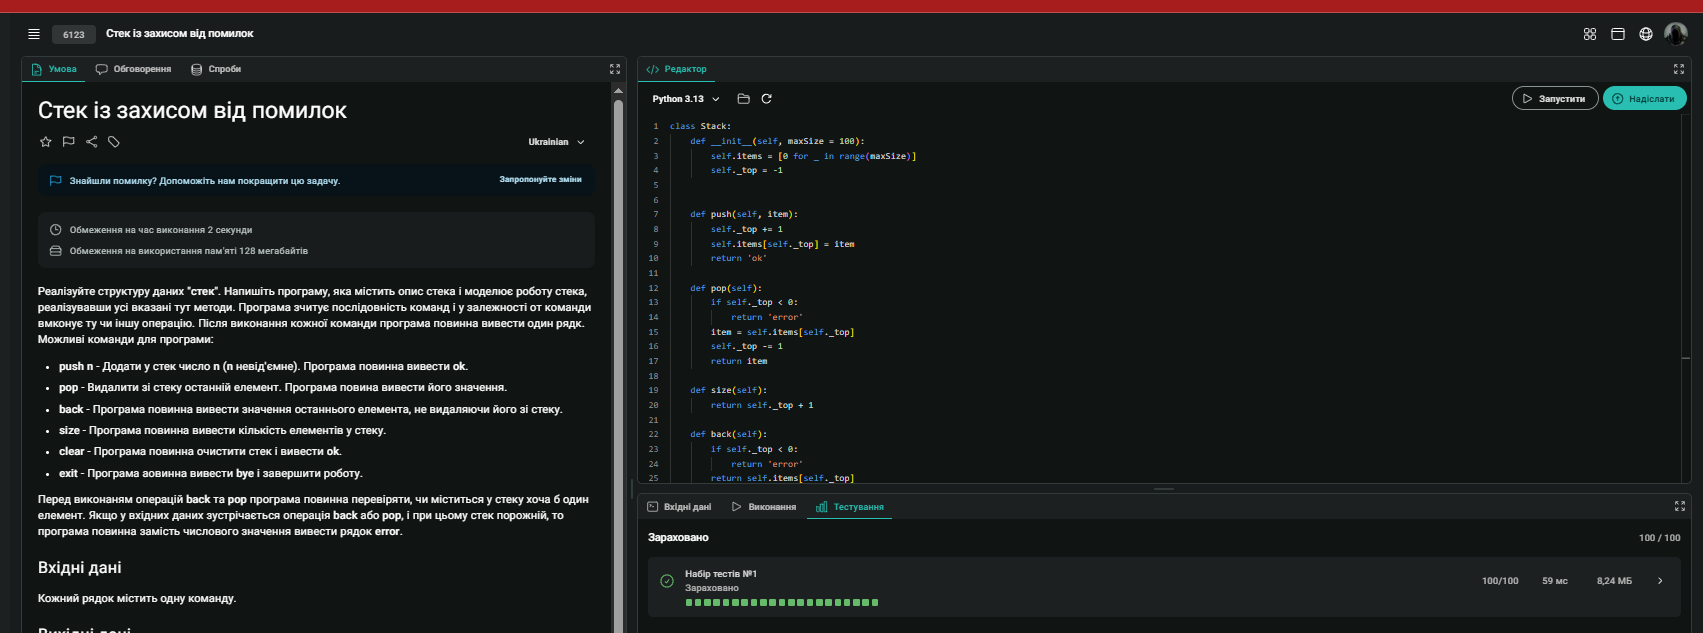 6123 Стек із захисом від помилок
Умова Обговорення Спроби
Стек із захисом від помилок
Ukrainian
Знайшли помилку? Допоможіть нам покращити цю задачу. Запропонуйте зміни
Обмеження на час виконання 2 секунди
Обмеження на використання пам'яті 128 мегабайтів
Реалізуйте структуру даних "стек". Напишіть програму, яка містить опис стека і моделює роботу стека,
реалізувавши усі вказані тут методи. Програма зчитує послідовність команд і у залежності от команди
вмконує ту чи іншу операцію. Після виконання кожної команди програма повинна вивести один рядк.
Можливі команди для програми:
• push n - Додати у стек число n (n невід'ємне). Програма повинна вивести ok.
• pop - Видалити зі стеку останній елемент. Програма повина вивести його значення.
• back - Програма повинна вивести значення останнього елемента, не видаляючи його зі стеку.
• size - Програма повинна вивести кількість елементів у стеку.
• clear - Програма повинна очистити стек і вивести ok.
• exit - Програма аовинна вивести bye і завершити роботу.
Перед виконаням операцій back та pop програма повинна перевіряти, чи міститься у стеку хоча б один
елемент. Якщо у вхідних даних зустрічається операція back або pop, і при цьому стек порожній, то
програма повинна замість числового значення вивести рядок error.
Вхідні дані
Кожний рядок містить одну команду.
Вихідні дані
</> Редактор
Python 3.13 Запустити Надіслати
1 class Stack:
2 def __init__(self, maxSize = 100):
3 self.items = [0 for _ in range(maxSize)]
4 self._top = -1
5
6
7 def push(self, item):
8 self._top += 1
9 self.items[self._top] = item
10 return 'ok'
11
12 def pop(self):
13 if self._top < 0:
14 return 'error'
15 item = self.items[self._top]
16 self._top -= 1
17 return item
18
19 def size(self):
20 return self._top + 1
21
22 def back(self):
23 if self._top < 0:
24 return 'error'
25 return self.items[self._top]
Вхідні дані Виконання Тестування
Зараховано 100 / 100
Набір тестів №1
Зараховано
100/100 59 мс 8,24 МБ